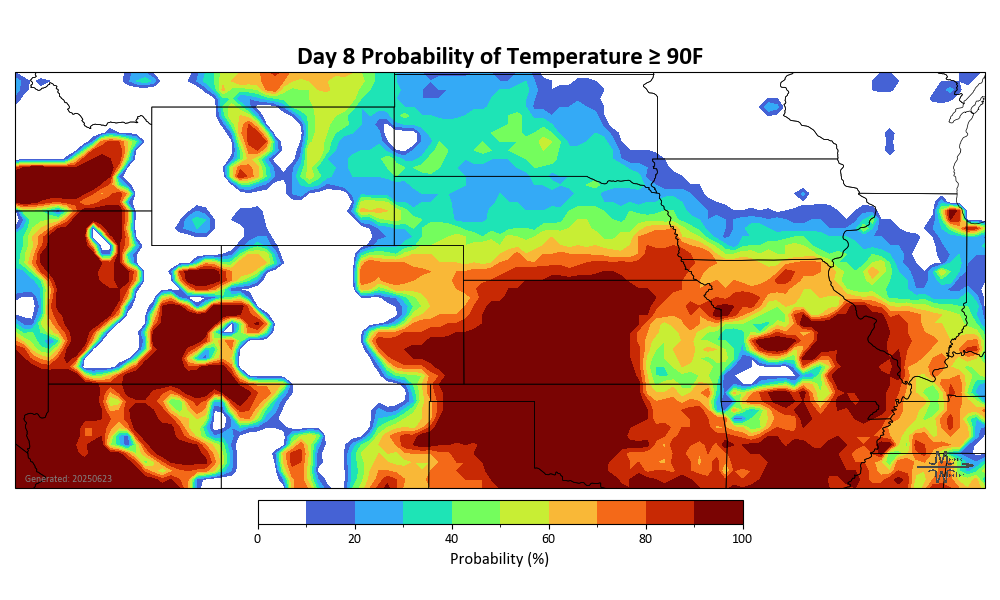 Day 8 Probability of Temperature ≥ 90F
Generated: 20250623
0 20 40 60 80 100
Probability (%)